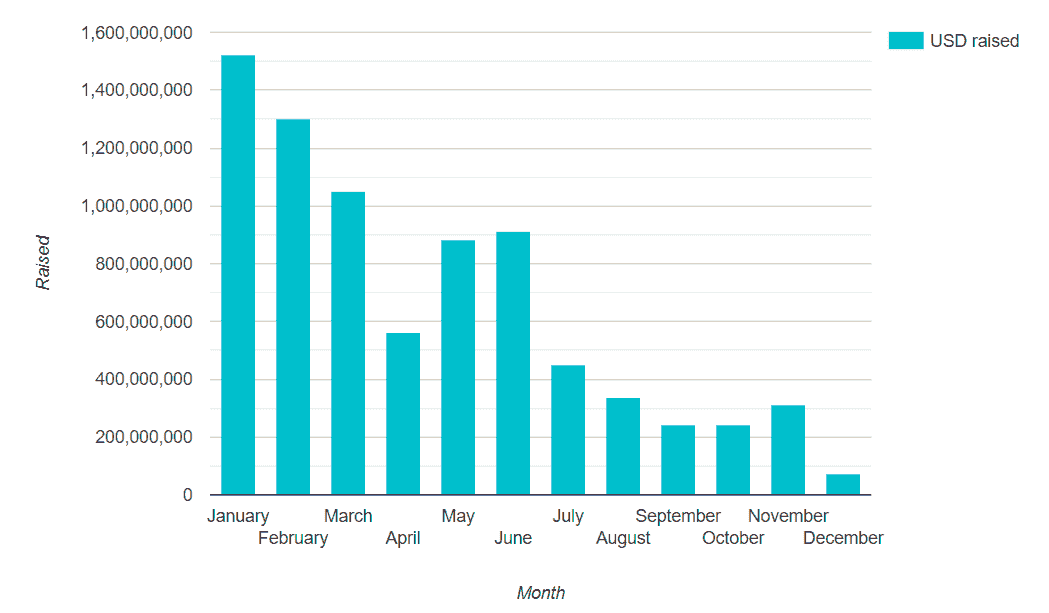 1,600,000,000
1,400,000,000
1,200,000,000
1,000,000,000
800,000,000
600,000,000
400,000,000
200,000,000
0
Raised
USD raised
January
February
March
April
May
June
July
August
September
October
November
December
Month